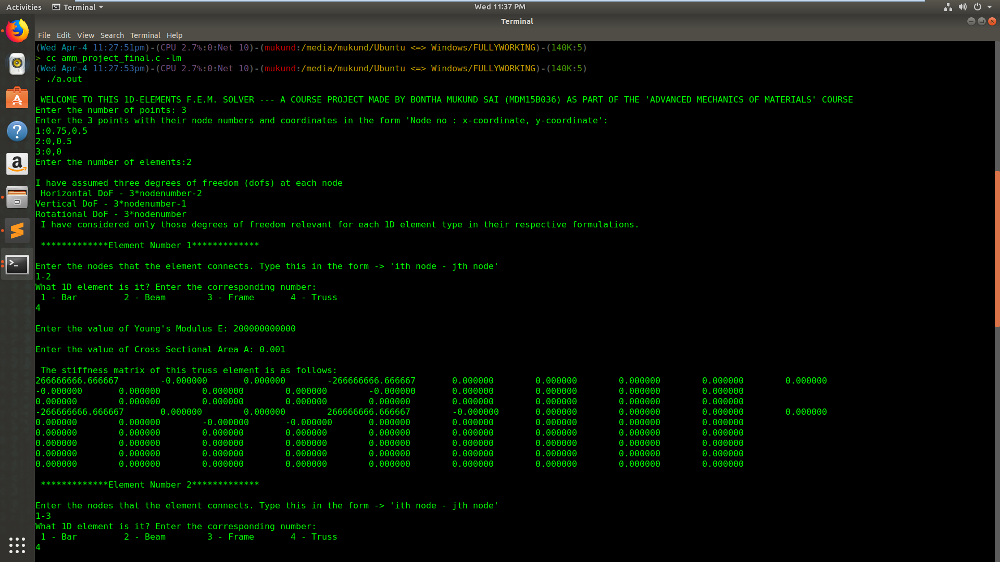 Activities Terminal Wed 11:37 PM
Terminal
File Edit View Search Terminal Help
(Wed Apr-4 11:27:51pm)-(CPU 2.7%:0:Net 10)-(mukund:/media/mukund/Ubuntu <=> Windows/FULLYWORKING)-(140K:5)
> cc amm_project_final.c -lm
(Wed Apr-4 11:27:53pm)-(CPU 2.7%:0:Net 10)-(mukund:/media/mukund/Ubuntu <=> Windows/FULLYWORKING)-(140K:5)
> ./a.out
WELCOME TO THIS 1D-ELEMENTS F.E.M. SOLVER --- A COURSE PROJECT MADE BY BONTHA MUKUND SAI (MDM15B036) AS PART OF THE 'ADVANCED MECHANICS OF MATERIALS' COURSE
Enter the number of points: 3
Enter the 3 points with their node numbers and coordinates in the form 'Node no : x-coordinate, y-coordinate':
1:0.75,0.5
2:0,0.5
3:0,0
Enter the number of elements:2
I have assumed three degrees of freedom (dofs) at each node
Horizontal DoF - 3*nodenumber-2
Vertical DoF - 3*nodenumber-1
Rotational DoF - 3*nodenumber
I have considered only those degrees of freedom relevant for each 1D element type in their respective formulations.
*************Element Number 1*************
Enter the nodes that the element connects. Type this in the form -> 'ith node - jth node'
1-2
What 1D element is it? Enter the corresponding number:
1 - Bar 2 - Beam 3 - Frame 4 - Truss
4
Enter the value of Young's Modulus E: 200000000000
Enter the value of Cross Sectional Area A: 0.001
The stiffness matrix of this truss element is as follows:
266666666.666667 -0.000000 0.000000 -266666666.666667 0.000000 0.000000 0.000000 0.000000 0.000000
-0.000000 0.000000 0.000000 0.000000 -0.000000 0.000000 0.000000 0.000000 0.000000
0.000000 0.000000 0.000000 0.000000 0.000000 0.000000 0.000000 0.000000 0.000000
-266666666.666667 0.000000 0.000000 266666666.666667 -0.000000 0.000000 0.000000 0.000000 0.000000
0.000000 0.000000 -0.000000 -0.000000 0.000000 0.000000 0.000000 0.000000 0.000000
0.000000 0.000000 0.000000 0.000000 0.000000 0.000000 0.000000 0.000000 0.000000
0.000000 0.000000 0.000000 0.000000 0.000000 0.000000 0.000000 0.000000 0.000000
0.000000 0.000000 0.000000 0.000000 0.000000 0.000000 0.000000 0.000000 0.000000
0.000000 0.000000 0.000000 0.000000 0.000000 0.000000 0.000000 0.000000 0.000000
*************Element Number 2*************
Enter the nodes that the element connects. Type this in the form -> 'ith node - jth node'
1-3
What 1D element is it? Enter the corresponding number:
1 - Bar 2 - Beam 3 - Frame 4 - Truss
4